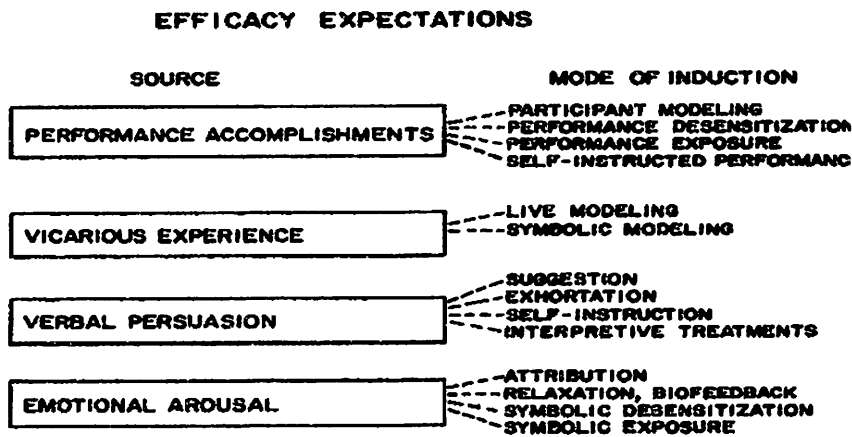 EFFICACY EXPECTATIONS
SOURCE MODE OF INDUCTION
PERFORMANCE ACCOMPLISHMENTS
PARTICIPANT MODELING
PERFORMANCE DESENSITIZATION
PERFORMANCE EXPOSURE
SELF-INSTRUCTED PERFORMANC
VICARIOUS EXPERIENCE
LIVE MODELING
SYMBOLIC MODELING
VERBAL PERSUASION
SUGGESTION
EXHORTATION
SELF-INSTRUCTION
INTERPRETIVE TREATMENTS
EMOTIONAL AROUSAL
ATTRIBUTION
RELAXATION, BIOFEEDBACK
SYMBOLIC DESENSITIZATION
SYMBOLIC EXPOSURE